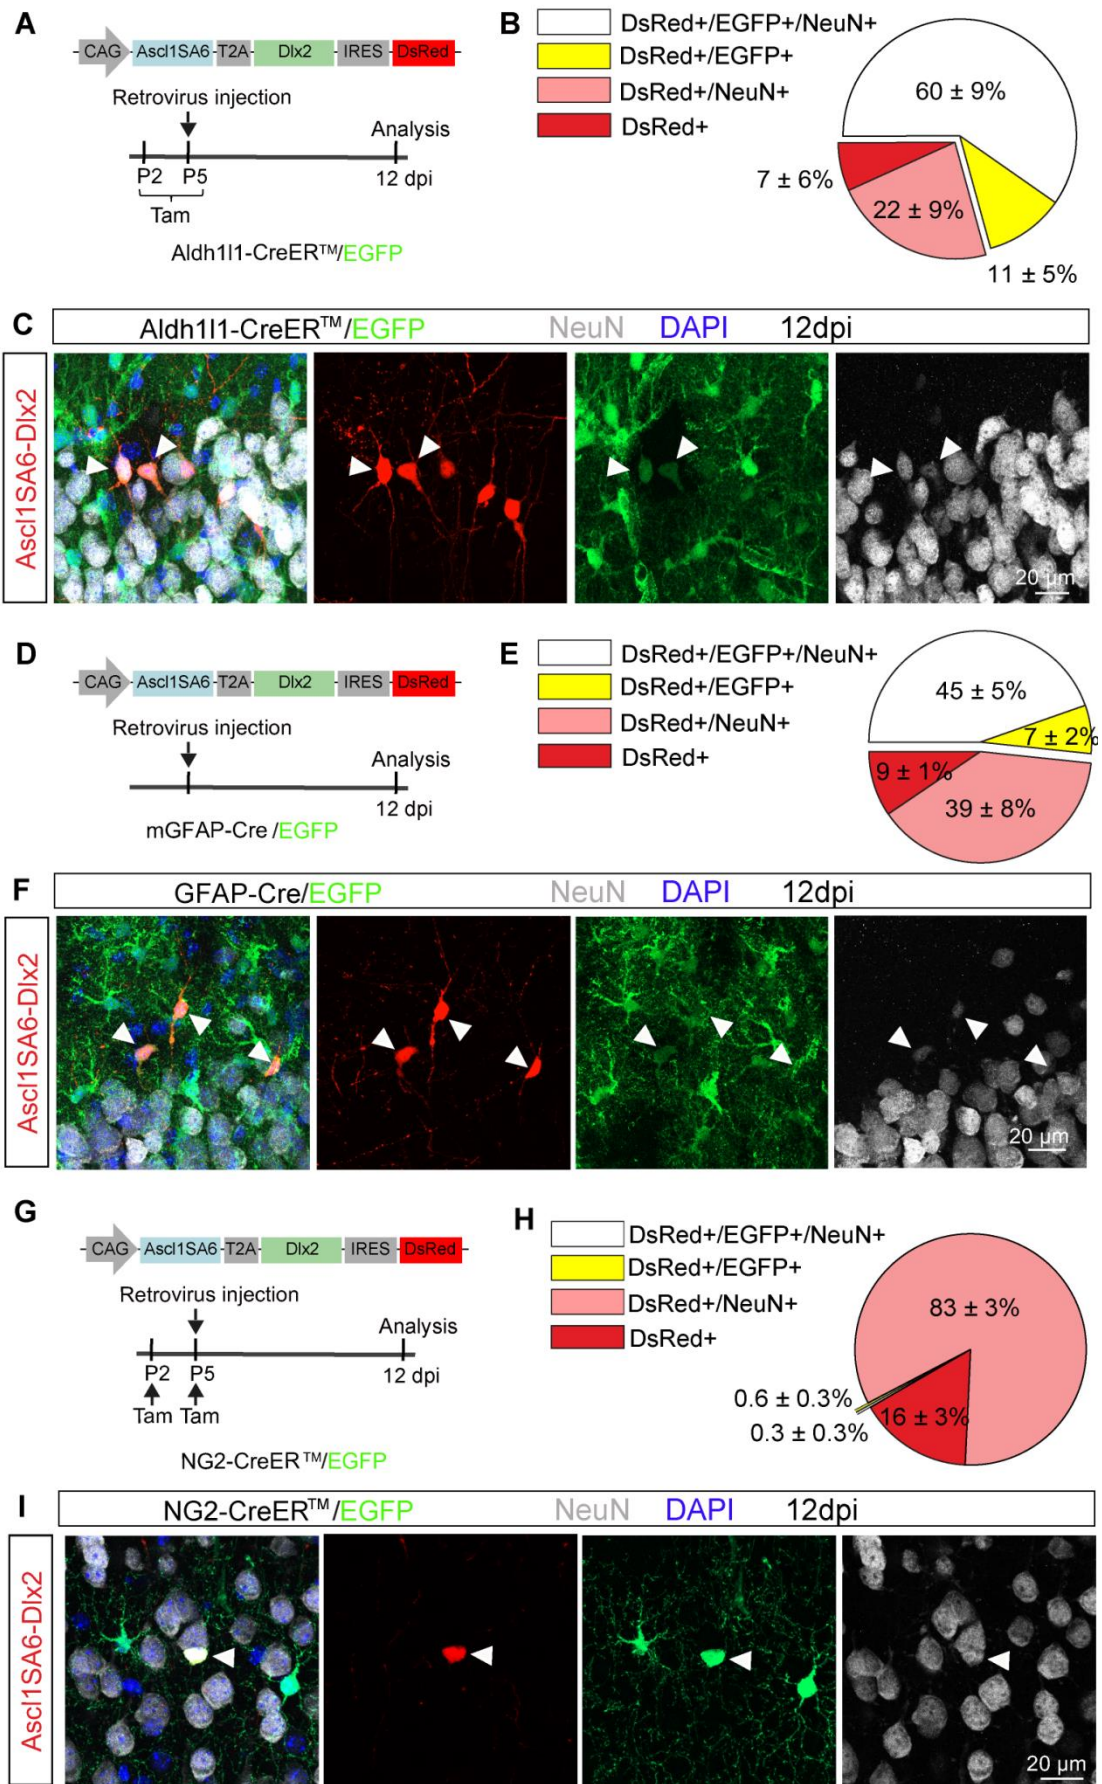 A
CAG Ascl1SA6 T2A Dlx2 IRES DsRed
Retrovirus injection
Analysis
P2 P5 12 dpi
Tam
Aldh1l1-CreER™/EGFP
B
DsRed+/EGFP+/NeuN+
DsRed+/EGFP+
DsRed+/NeuN+
DsRed+
60 ± 9%
7 ± 6%
22 ± 9%
11 ± 5%
C
Aldh1l1-CreER™/EGFP NeuN DAPI 12dpi
Ascl1SA6-Dlx2
20 µm
D
CAG Ascl1SA6 T2A Dlx2 IRES DsRed
Retrovirus injection
Analysis
12 dpi
mGFAP-Cre /EGFP
E
DsRed+/EGFP+/NeuN+
DsRed+/EGFP+
DsRed+/NeuN+
DsRed+
45 ± 5%
7 ± 2%
9 ± 1%
39 ± 8%
F
GFAP-Cre/EGFP NeuN DAPI 12dpi
Ascl1SA6-Dlx2
20 µm
G
CAG Ascl1SA6 T2A Dlx2 IRES DsRed
Retrovirus injection
Analysis
P2 P5 12 dpi
Tam Tam
NG2-CreER™/EGFP
H
DsRed+/EGFP+/NeuN+
DsRed+/EGFP+
DsRed+/NeuN+
DsRed+
83 ± 3%
0.6 ± 0.3%
16 ± 3%
0.3 ± 0.3%
I
NG2-CreER™/EGFP NeuN DAPI 12dpi
Ascl1SA6-Dlx2
20 µm